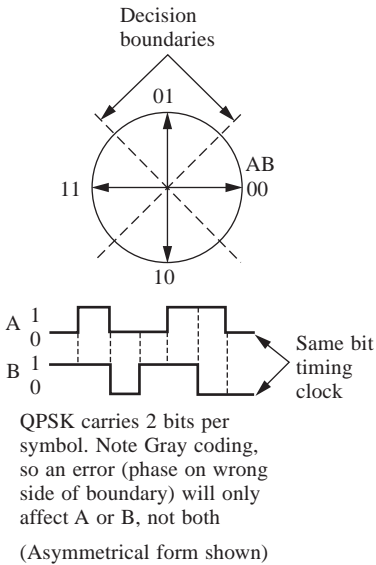 Decision
boundaries
01
AB
11
00
10
A 1
0
B 1
0
Same bit
timing
clock
QPSK carries 2 bits per
symbol. Note Gray coding,
so an error (phase on wrong
side of boundary) will only
affect A or B, not both
(Asymmetrical form shown)